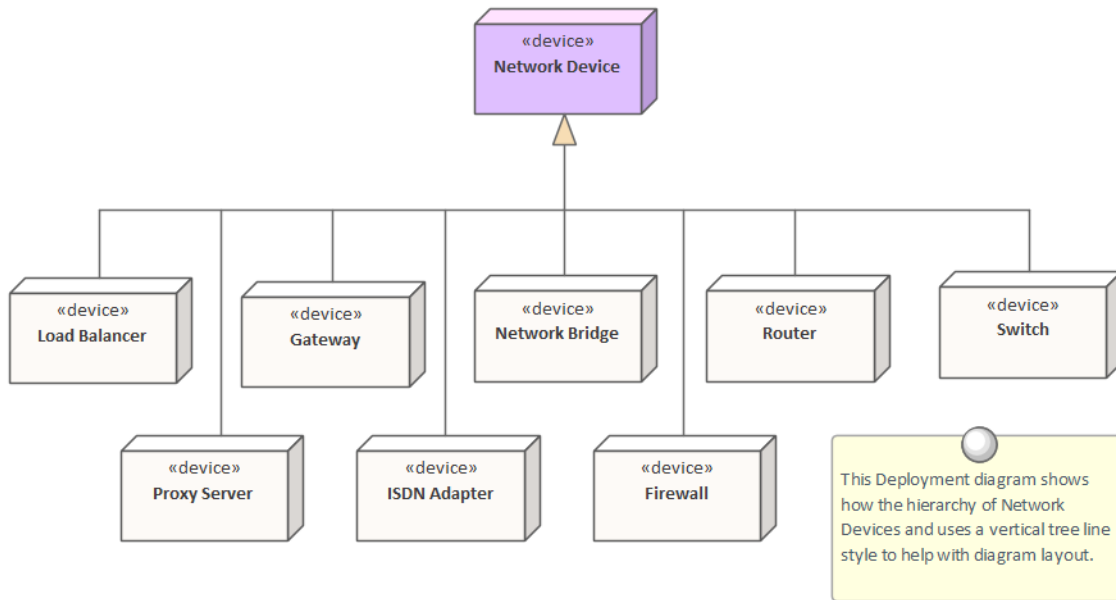 «device»
Network Device
«device»
Load Balancer
«device»
Gateway
«device»
Network Bridge
«device»
Router
«device»
Switch
«device»
Proxy Server
«device»
ISDN Adapter
«device»
Firewall
This Deployment diagram shows
how the hierarchy of Network
Devices and uses a vertical tree line
style to help with diagram layout.